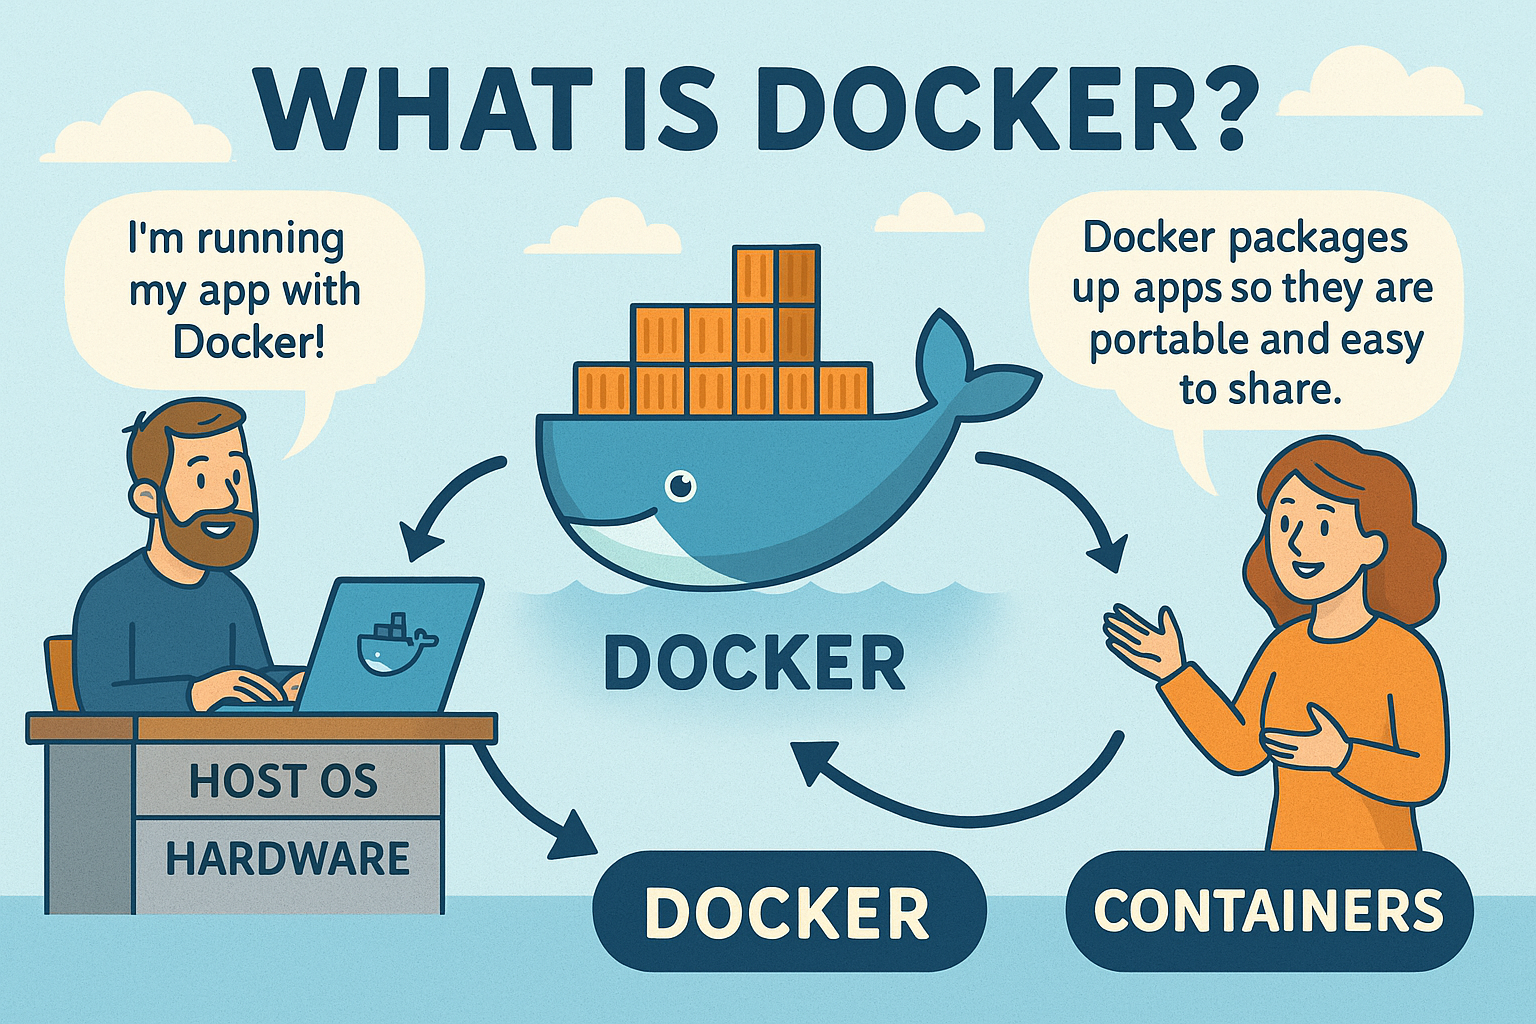 WHAT IS DOCKER?
I'm running
my app with
Docker!
Docker packages
up apps so they are
portable and easy
to share.
DOCKER
HOST OS
HARDWARE
DOCKER
CONTAINERS